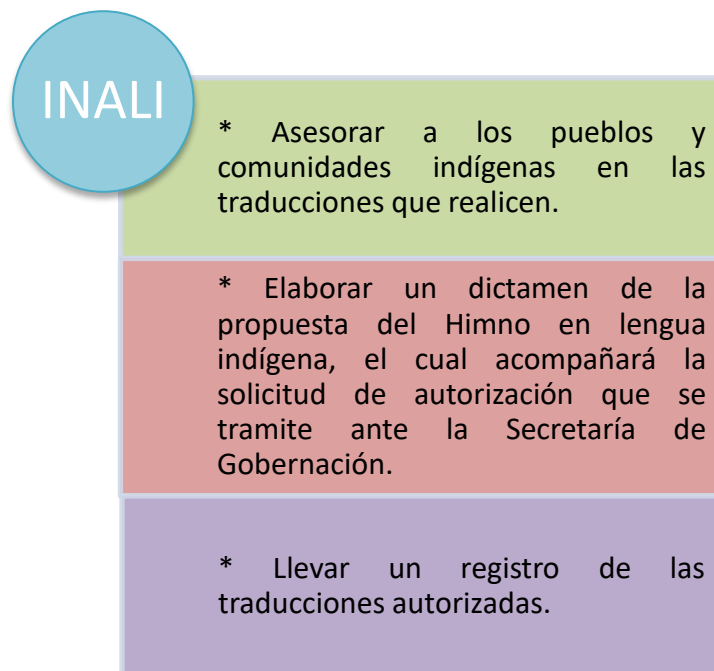 INALI
* Asesorar a los pueblos y
comunidades indígenas en las
traducciones que realicen.
* Elaborar un dictamen de la
propuesta del Himno en lengua
indígena, el cual acompañará la
solicitud de autorización que se
tramite ante la Secretaría de
Gobernación.
* Llevar un registro de las
traducciones autorizadas.